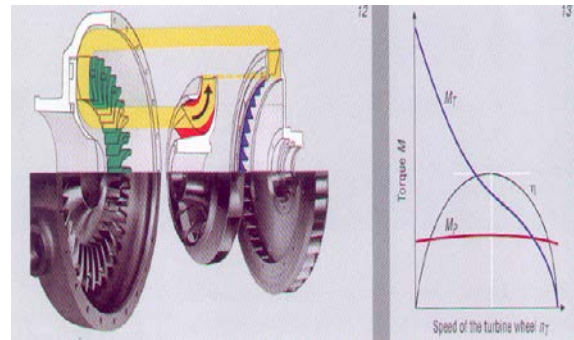 12
13
M_T
Torque M
η
M_P
Speed of the turbine wheel n_T